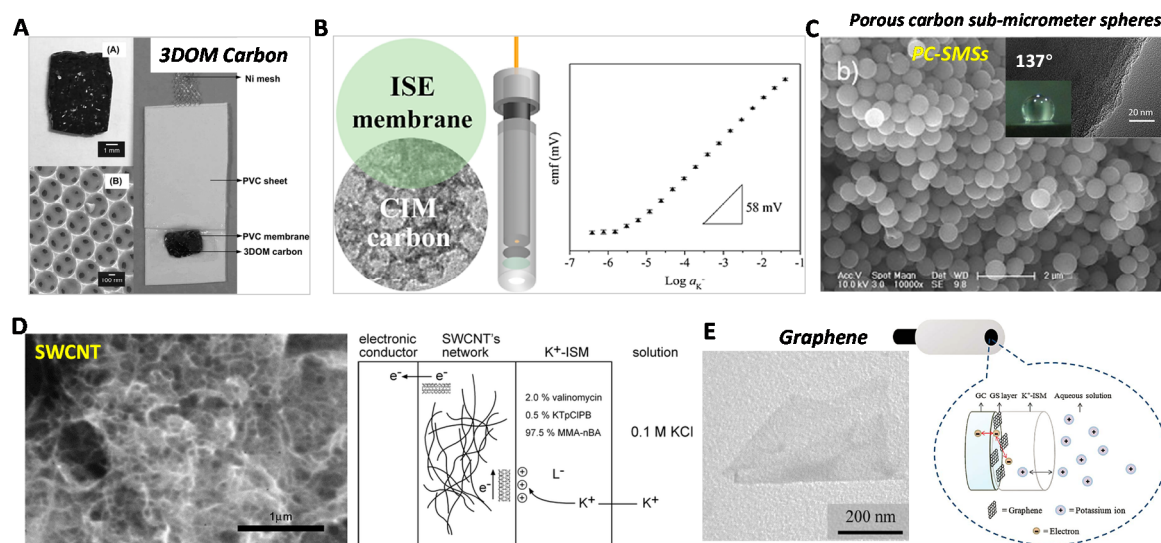 A
3DOM Carbon
(A)
1 mm
(B)
100 nm
Ni mesh
PVC sheet
PVC membrane
3DOM carbon
B
ISE
membrane
CIM
carbon
emf (mV)
58 mV
-7 -6 -5 -4 -3 -2 -1
Log aK-
Porous carbon sub-micrometer spheres
C
b)
PC-SMSs
137°
20 nm
Acc.V Spot Magn Det WD
10.0 kV 3.0 10000x SE 9.8
2 µm
D
SWCNT
1µm
electronic
conductor
SWCNT's
network
K+-ISM
solution
e- e-
2.0 % valinomycin
0.5 % KTpClPB
97.5 % MMA-nBA
0.1 M KCl
L-
e-
+
+
+
K+ K+
E
Graphene
200 nm
GC GS layer K+-ISM Aqueous solution
=Graphene + =Potassium ion
- =Electron